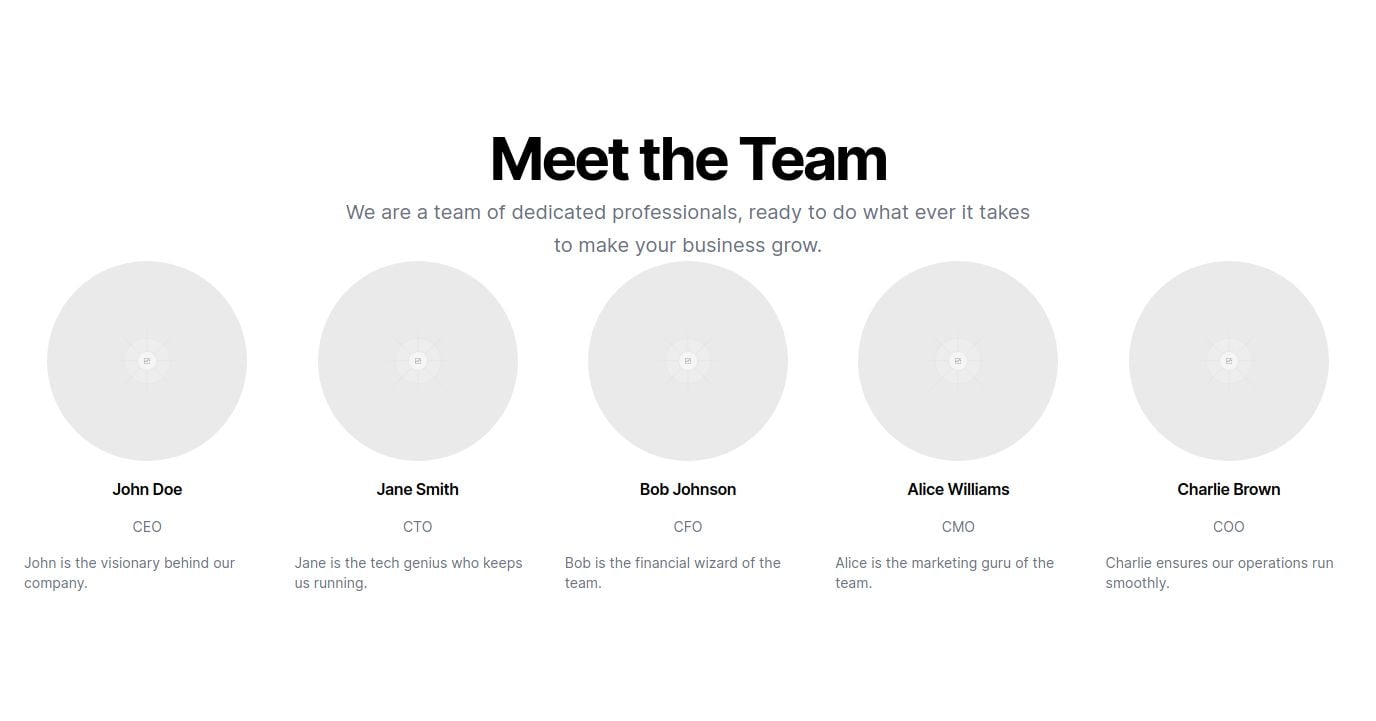 Meet the Team
We are a team of dedicated professionals, ready to do what ever it takes
to make your business grow.
John Doe
CEO
John is the visionary behind our
company.
Jane Smith
CTO
Jane is the tech genius who keeps
us running.
Bob Johnson
CFO
Bob is the financial wizard of the
team.
Alice Williams
CMO
Alice is the marketing guru of the
team.
Charlie Brown
COO
Charlie ensures our operations run
smoothly.